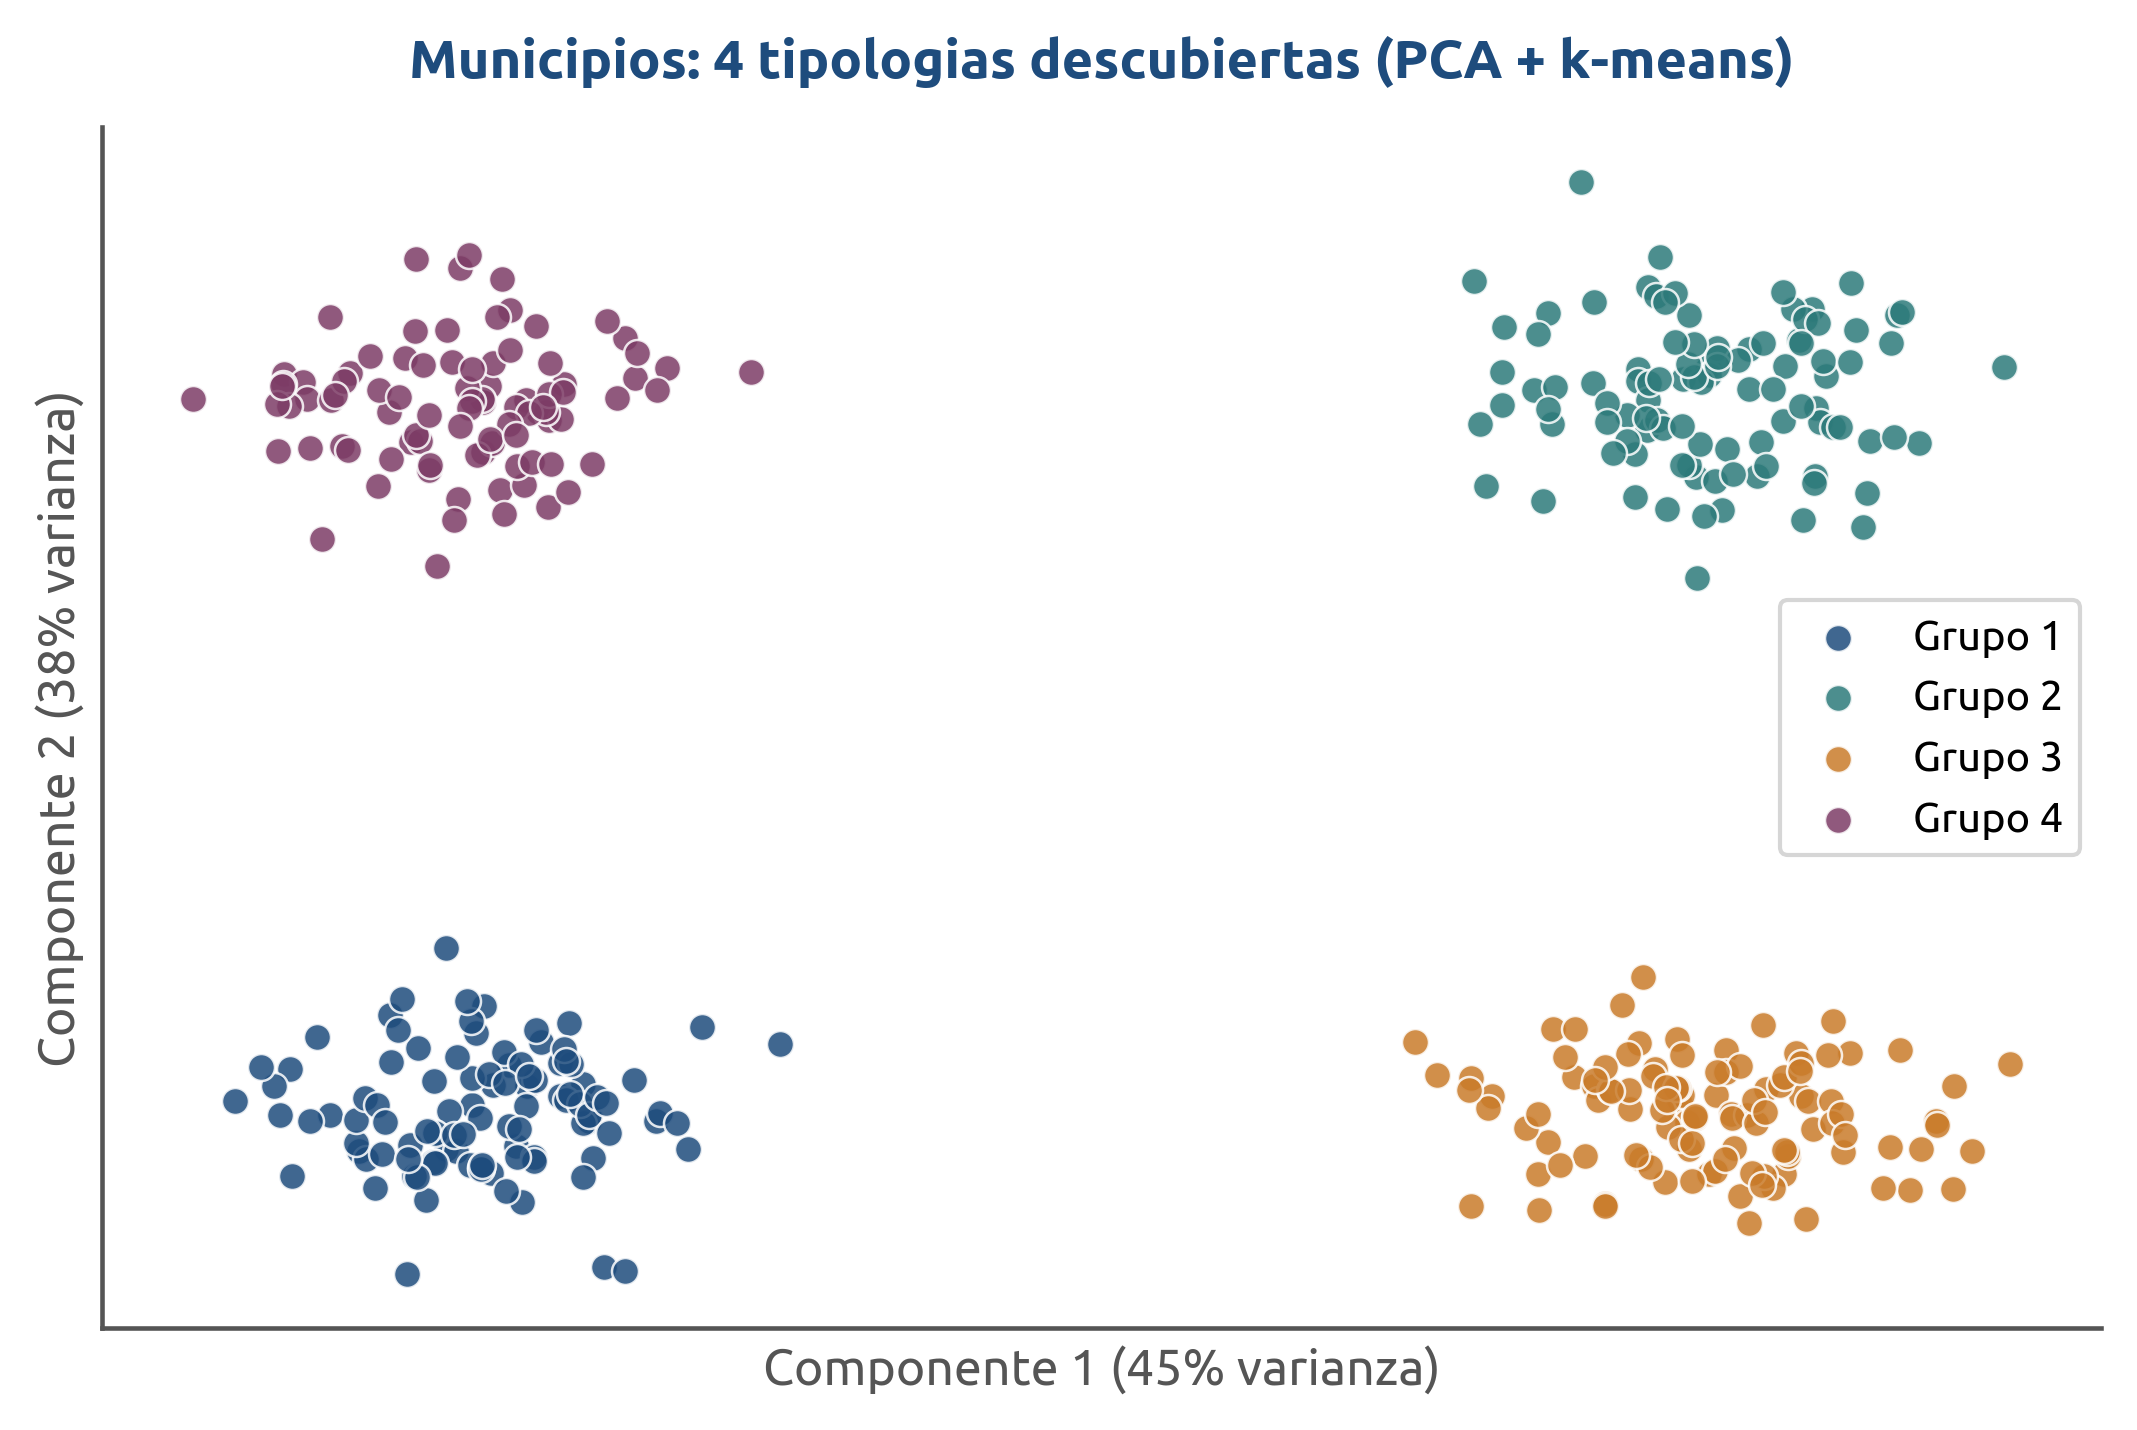 Municipios: 4 tipologias descubiertas (PCA + k-means)
Componente 2 (38% varianza)
Grupo 1
Grupo 2
Grupo 3
Grupo 4
Componente 1 (45% varianza)